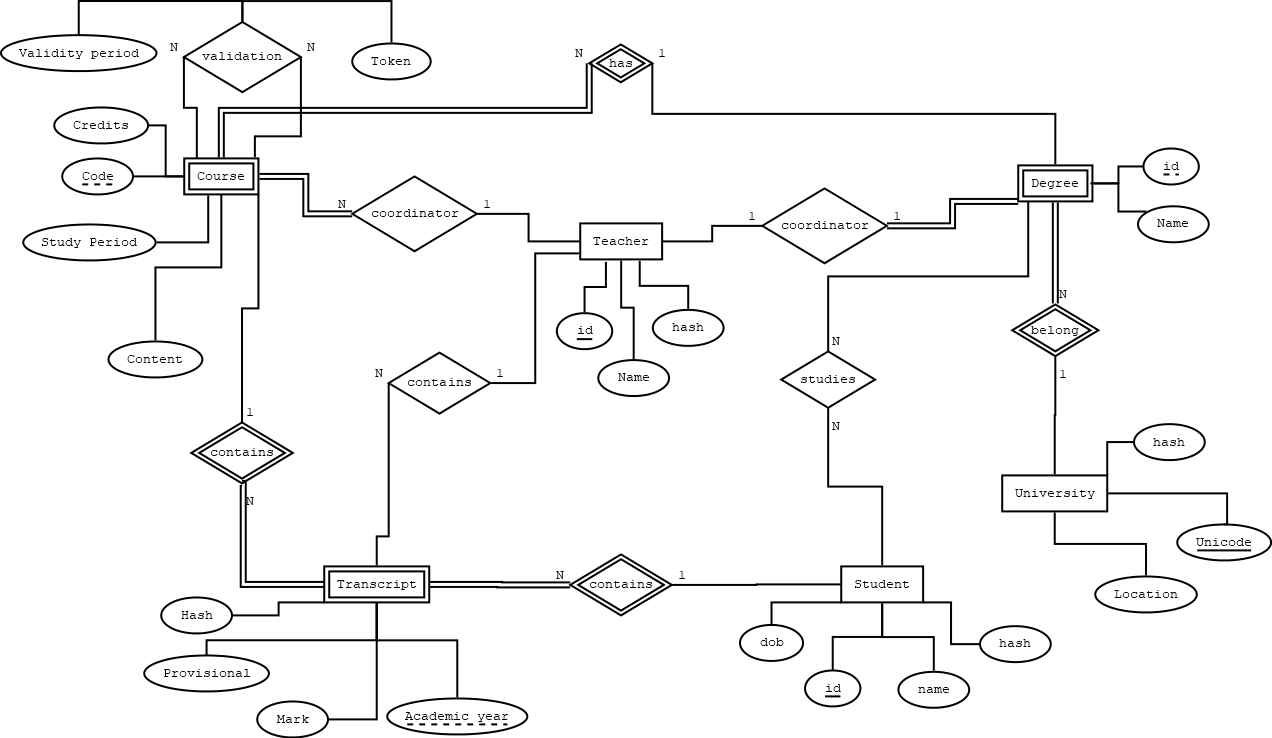 Validity period
N
validation
N
Token
N
has
1
Credits
Code
Course
Study Period
Content
N
coordinator
1
Teacher
1
coordinator
1
Degree
id
Name
id
Name
hash
N
contains
1
N
studies
N
N
belong
1
1
contains
N
University
hash
Unicode
Location
Transcript
N
contains
1
Student
Hash
Provisional
Mark
Academic year
dob
id
name
hash